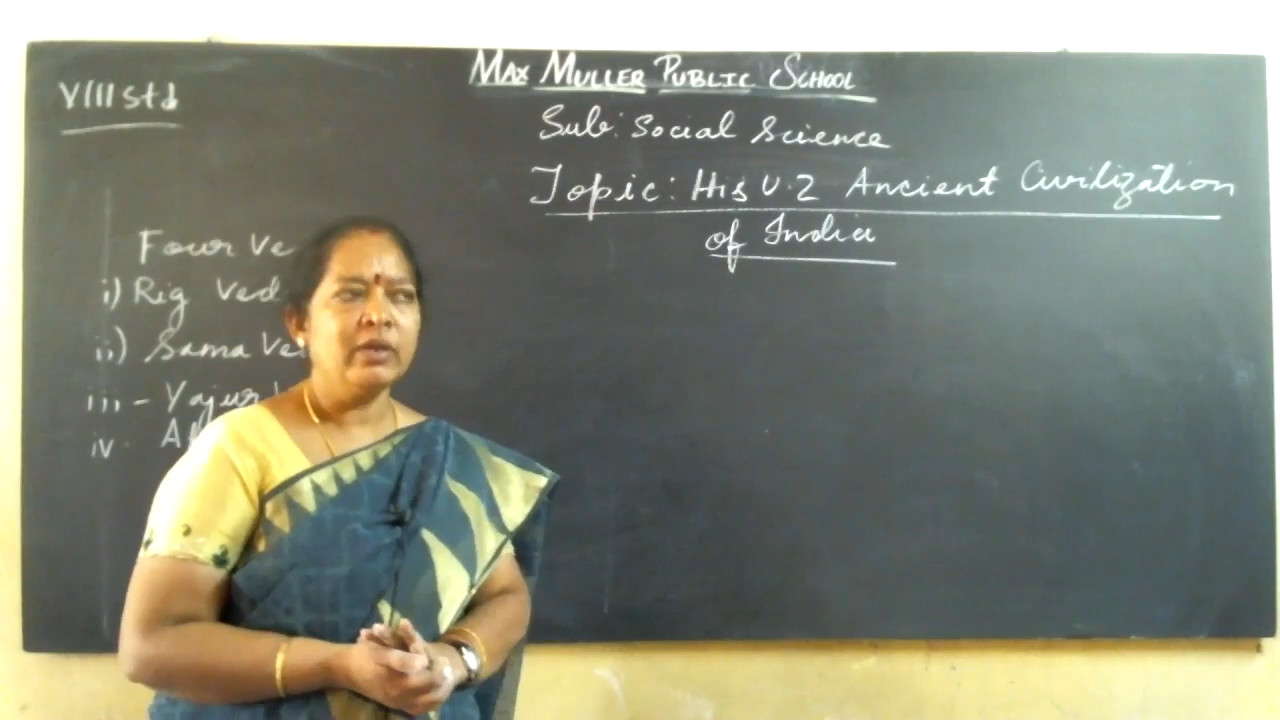 MAX MULLER PUBLIC SCHOOL
VIII std
Sub: Social Science
Topic: His U.2 Ancient Civilization
of India
Four Ve
i) Rig Ved
ii) Sama Ve
iii - Yajur
iv.